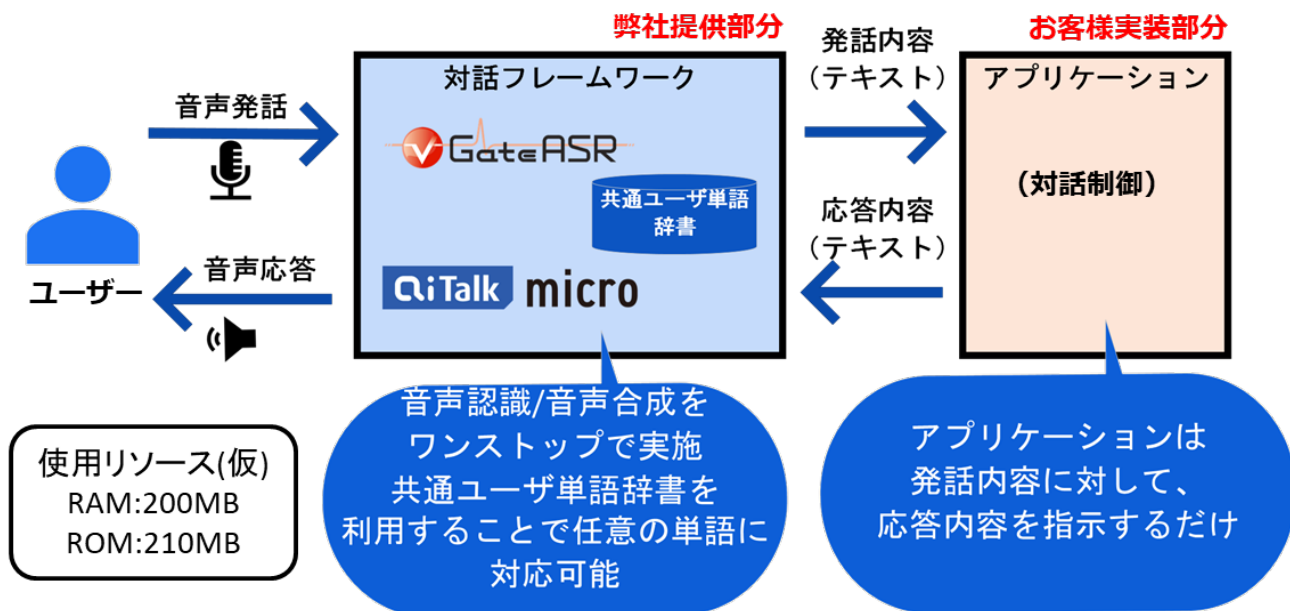 弊社提供部分
お客様実装部分
音声発話
ユーザー
音声応答
対話フレームワーク
vGateASR
共通ユーザ単語
辞書
AiTalk micro
発話内容
(テキスト)
応答内容
(テキスト)
アプリケーション
(対話制御)
使用リソース(仮)
RAM:200MB
ROM:210MB
音声認識/音声合成を
ワンストップで実施
共通ユーザ単語辞書を
利用することで任意の単語に
対応可能
アプリケーションは
発話内容に対して、
応答内容を指示するだけ